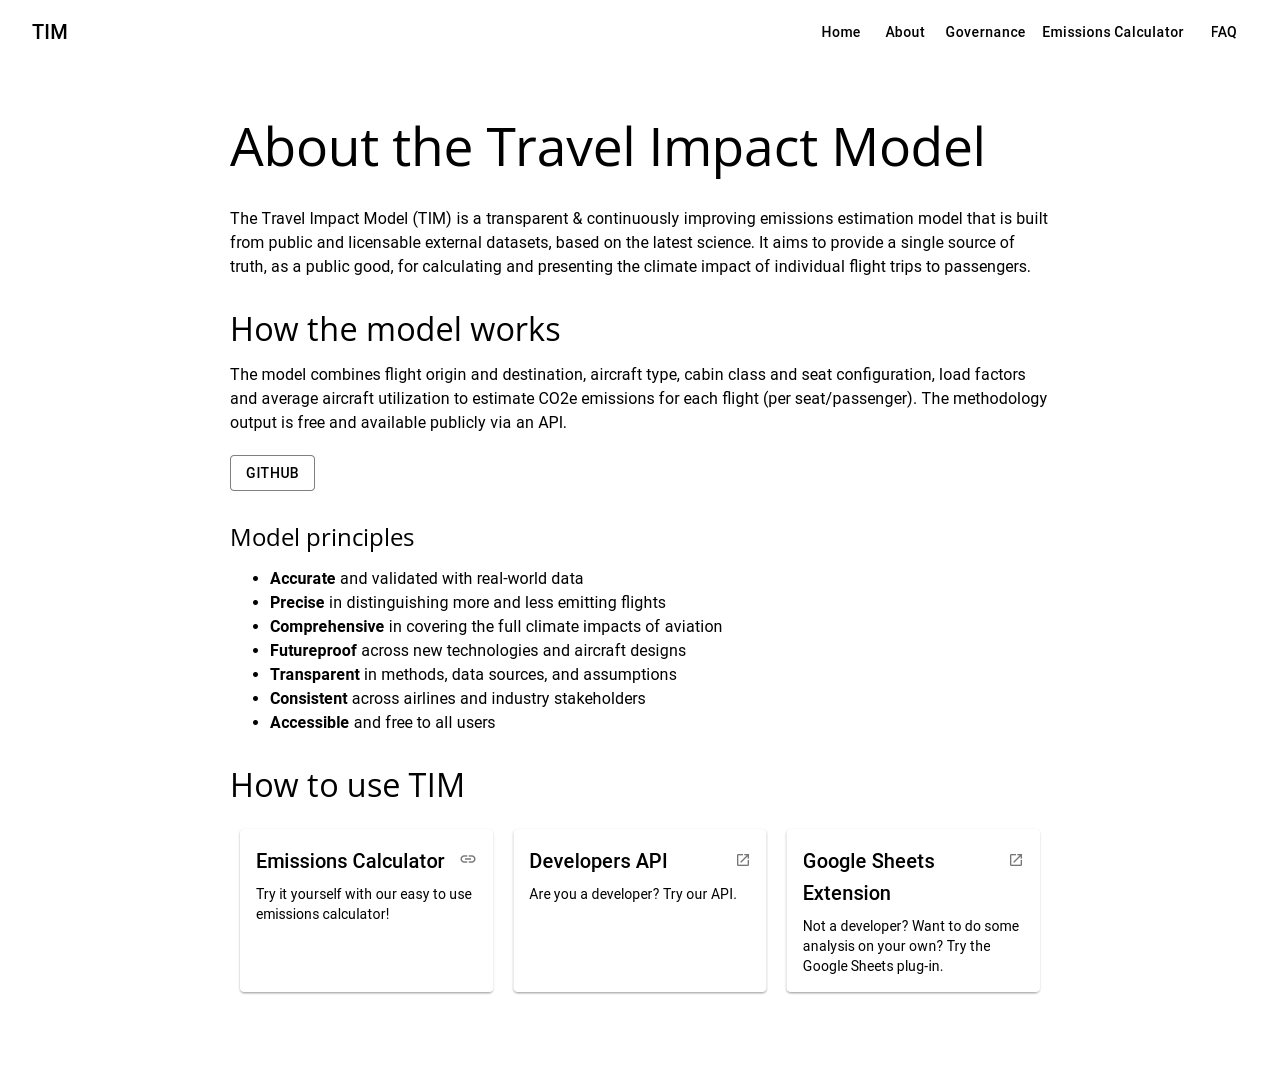 TIM
Home About Governance Emissions Calculator FAQ
About the Travel Impact Model
The Travel Impact Model (TIM) is a transparent & continuously improving emissions estimation model that is built
from public and licensable external datasets, based on the latest science. It aims to provide a single source of
truth, as a public good, for calculating and presenting the climate impact of individual flight trips to passengers.
How the model works
The model combines flight origin and destination, aircraft type, cabin class and seat configuration, load factors
and average aircraft utilization to estimate CO2e emissions for each flight (per seat/passenger). The methodology
output is free and available publicly via an API.
GITHUB
Model principles
• Accurate and validated with real-world data
• Precise in distinguishing more and less emitting flights
• Comprehensive in covering the full climate impacts of aviation
• Futureproof across new technologies and aircraft designs
• Transparent in methods, data sources, and assumptions
• Consistent across airlines and industry stakeholders
• Accessible and free to all users
How to use TIM
Emissions Calculator
Try it yourself with our easy to use
emissions calculator!
Developers API
Are you a developer? Try our API.
Google Sheets
Extension
Not a developer? Want to do some
analysis on your own? Try the
Google Sheets plug-in.